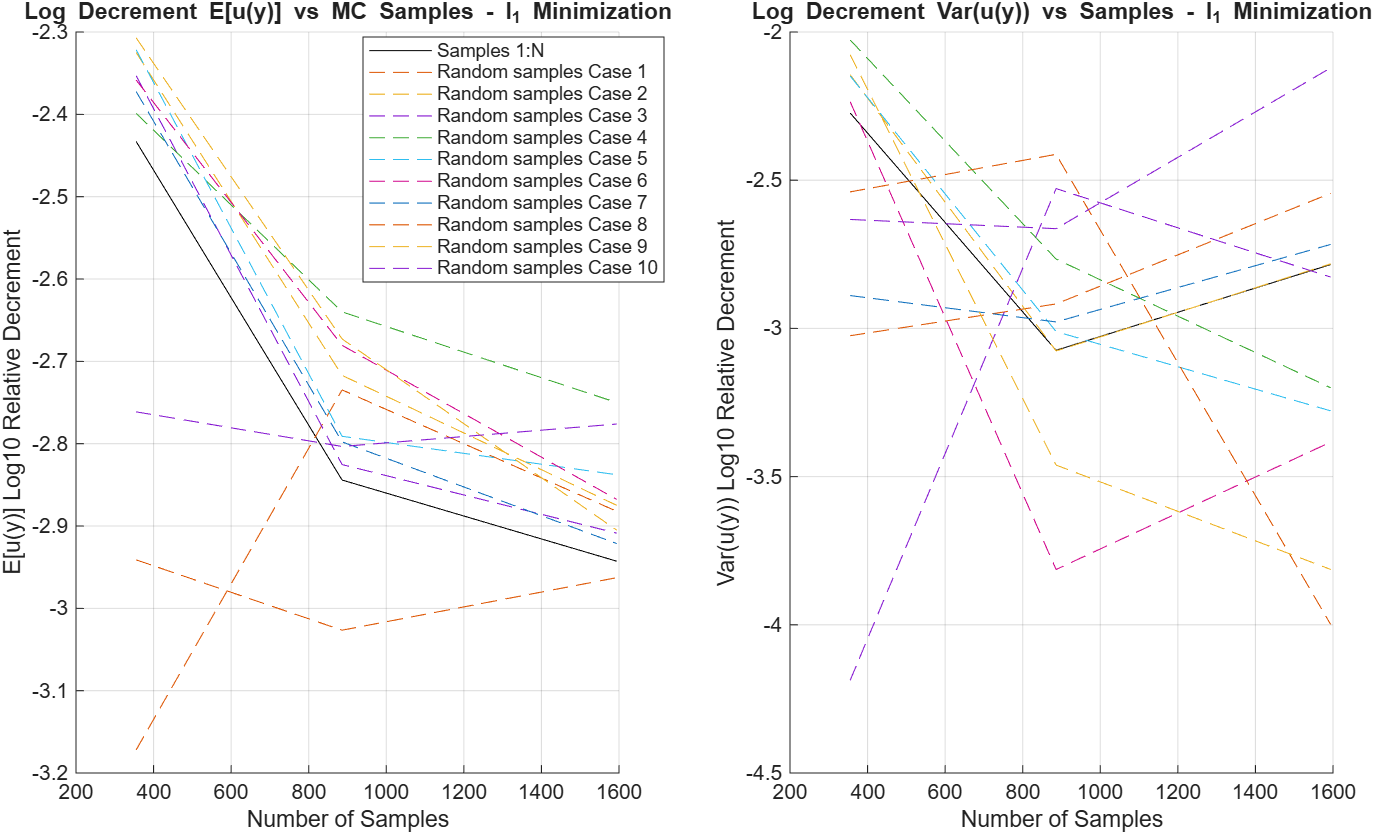 Log Decrement E[u(y)] vs MC Samples - l1 Minimization
-2.3
-2.4
-2.5
-2.6
-2.7
-2.8
-2.9
-3
-3.1
-3.2
E[u(y)] Log10 Relative Decrement
200 400 600 800 1000 1200 1400 1600
Number of Samples
Samples 1:N
Random samples Case 1
Random samples Case 2
Random samples Case 3
Random samples Case 4
Random samples Case 5
Random samples Case 6
Random samples Case 7
Random samples Case 8
Random samples Case 9
Random samples Case 10
Log Decrement Var(u(y)) vs Samples - l1 Minimization
-2
-2.5
-3
-3.5
-4
-4.5
Var(u(y)) Log10 Relative Decrement
200 400 600 800 1000 1200 1400 1600
Number of Samples